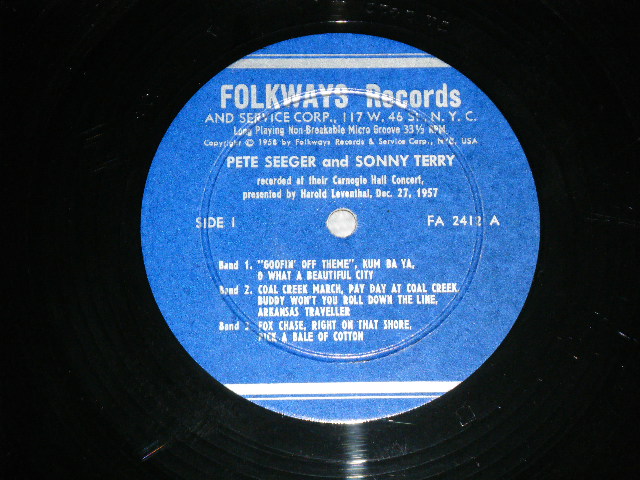 FOLKWAYS Records
AND SERVICE CORP., 117 W. 46 St. N. Y. C.
Long Playing Non-Breakable Micro Groove 33⅓ RPM
Copyright © 1958 by Folkways Records & Service Corp., N.Y.C. USA
PETE SEEGER and SONNY TERRY
recorded at their Carnegie Hall Concert,
presented by Harold Leventhal, Dec. 27, 1957
SIDE I FA 2412 A
Band 1. "GOOFIN' OFF THEME", KUM BA YA,
O WHAT A BEAUTIFUL CITY
Band 2. COAL CREEK MARCH, PAY DAY AT COAL CREEK
BUDDY WON'T YOU ROLL DOWN THE LINE,
ARKANSAS TRAVELLER
Band 3 FOX CHASE, RIGHT ON THAT SHORE,
PICK A BALE OF COTTON